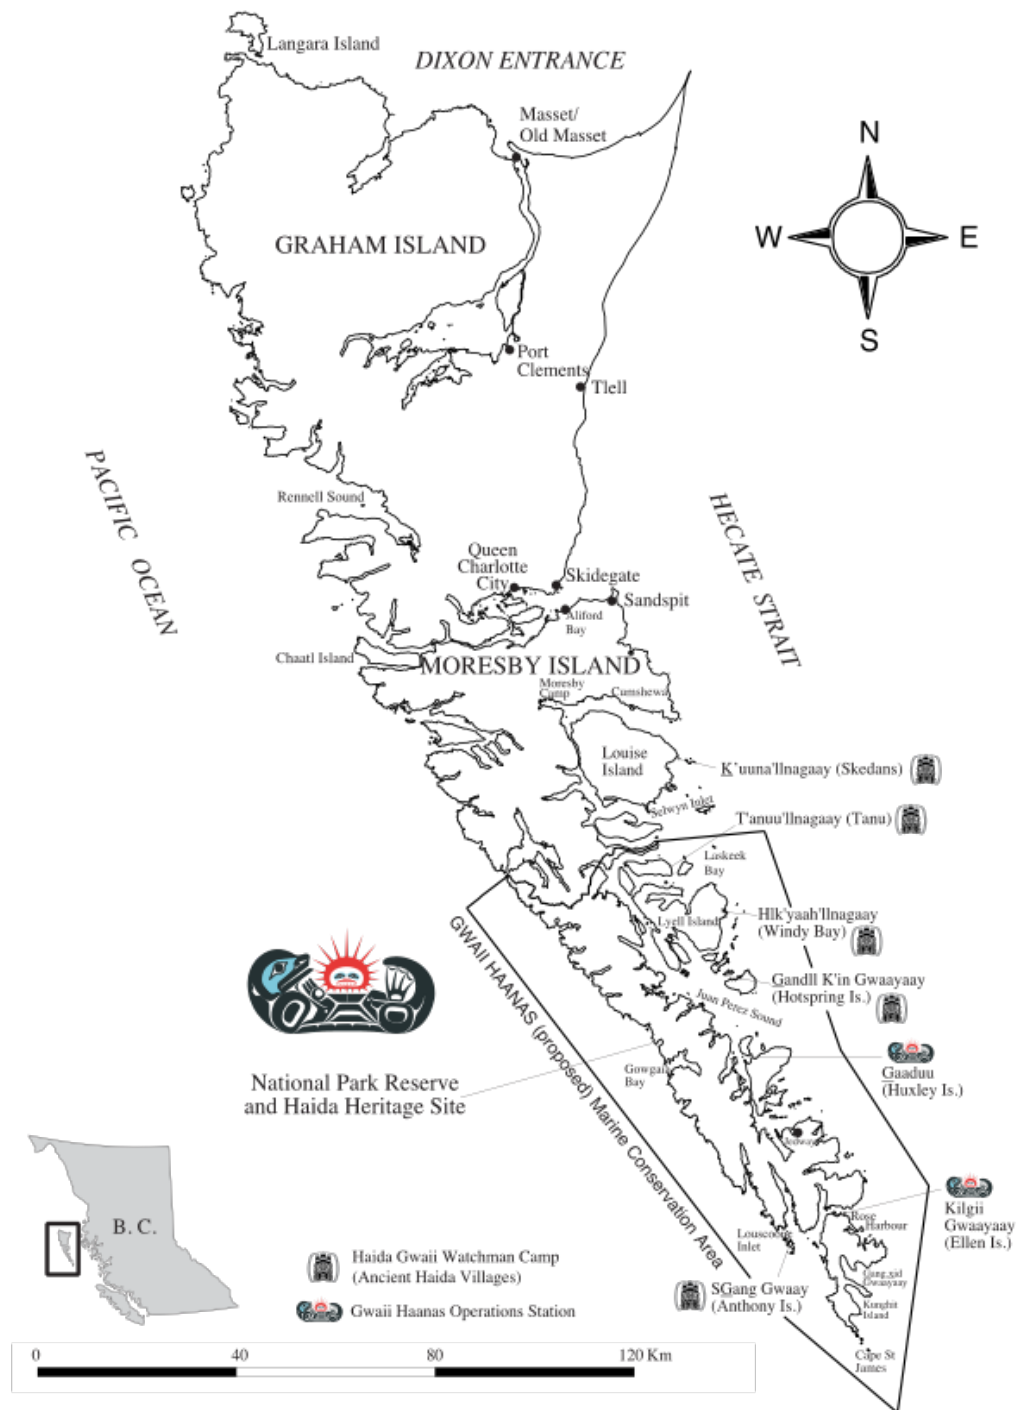 Langara Island
DIXON ENTRANCE
Masset/
Old Masset
N
W
E
S
GRAHAM ISLAND
Port
Clements
Tlell
PACIFIC OCEAN
HECATE STRAIT
Rennell Sound
Queen
Charlotte
City
Skidegate
Sandspit
Aliford
Bay
Chaatl Island
MORESBY ISLAND
Moresby
Camp
Cumshewa
Louise
Island
K'uuna'llnagaay (Skedans)
Selwyn Inlet
T'anuu'llnagaay (Tanu)
Laskeek
Bay
Lyell Island
Hlk'yaah'llnagaay
(Windy Bay)
Gandll K'in Gwaayaay
(Hotspring Is.)
Juan Perez Sound
GWAII HAANAS (proposed) Marine Conservation Area
National Park Reserve
and Haida Heritage Site
Gowgaia
Bay
Gaaduu
(Huxley Is.)
Jedway
Kilgii
Gwaayaay
(Ellen Is.)
Rose
Harbour
Louscoone
Inlet
SGang Gwaay
(Anthony Is.)
Gwaayaay
Kunghit
Island
Cape St
James
B. C.
Haida Gwaii Watchman Camp
(Ancient Haida Villages)
Gwaii Haanas Operations Station
0 40 80 120 Km